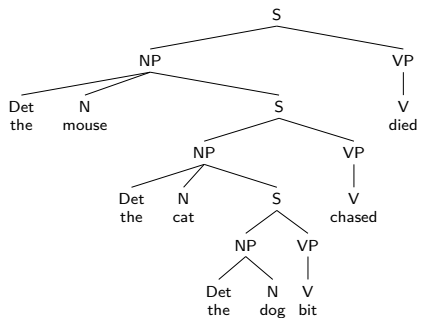 S
NP VP
Det N S V
the mouse died
NP VP
Det N S V
the cat chased
NP VP
Det N V
the dog bit